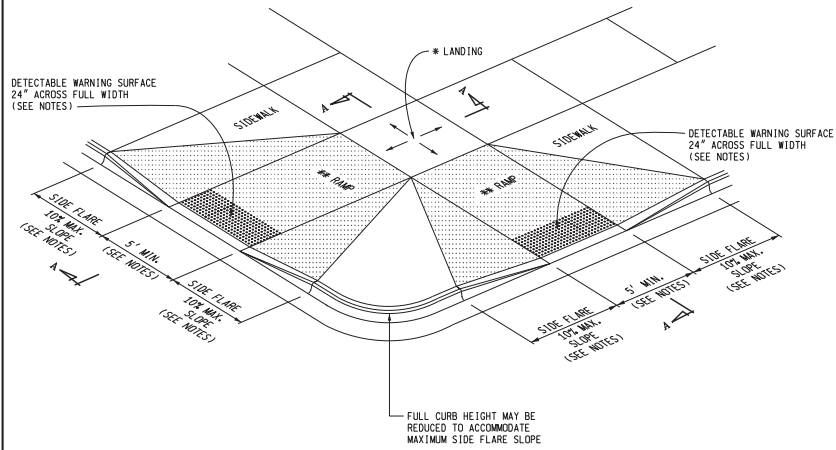 * LANDING
DETECTABLE WARNING SURFACE
24" ACROSS FULL WIDTH
(SEE NOTES)
A
A
SIDEWALK
SIDEWALK
DETECTABLE WARNING SURFACE
24" ACROSS FULL WIDTH
(SEE NOTES)
** RAMP
** RAMP
SIDE FLARE
10% MAX.
SLOPE
(SEE NOTES)
5' MIN.
(SEE NOTES)
SIDE FLARE
10% MAX.
SLOPE
(SEE NOTES)
A
SIDE FLARE
10% MAX.
SLOPE
(SEE NOTES)
5' MIN.
(SEE NOTES)
SIDE FLARE
10% MAX.
SLOPE
(SEE NOTES)
A
FULL CURB HEIGHT MAY BE
REDUCED TO ACCOMMODATE
MAXIMUM SIDE FLARE SLOPE